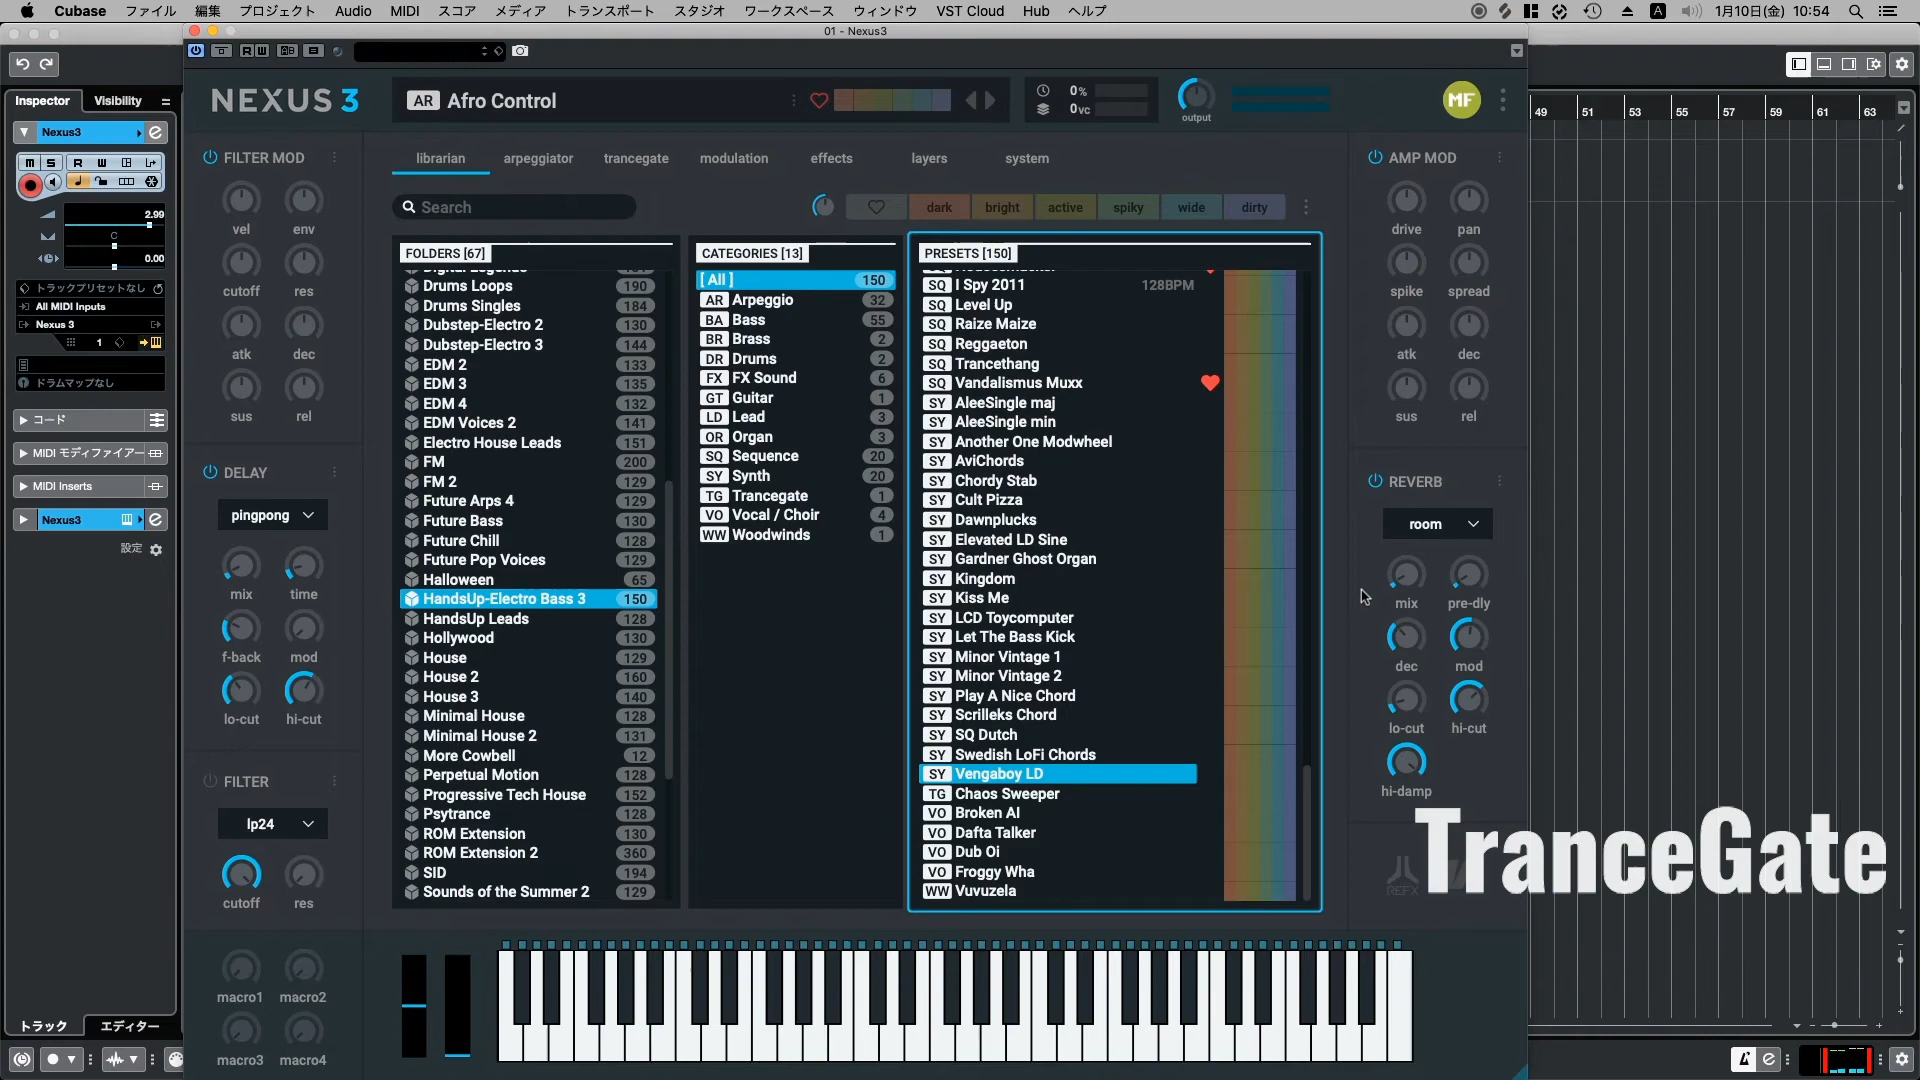 Cubase ファイル 編集 プロジェクト Audio MIDI スコア メディア トランスポート スタジオ ワークスペース ウィンドウ VST Cloud Hub ヘルプ
A 1月10日(金) 10:54
01 - Nexus3
Inspector Visibility
Nexus3
M S R W
2.99
C
0.00
トラックプリセットなし
All MIDI Inputs
Nexus 3
1
ドラムマップなし
コード
MIDI モディファイアー
MIDI Inserts
Nexus3
設定
トラック エディター
NEXUS 3
AR Afro Control
0%
0vc
output
MF
librarian arpeggiator trancegate modulation effects layers system
Search
dark bright active spiky wide dirty
FILTER MOD
vel env
cutoff res
atk dec
sus rel
DELAY
pingpong
mix time
f-back mod
lo-cut hi-cut
FILTER
lp24
cutoff res
macro1 macro2
macro3 macro4
FOLDERS [67]
Drums Loops 190
Drums Singles 184
Dubstep-Electro 2 130
Dubstep-Electro 3 144
EDM 2 133
EDM 3 135
EDM 4 132
EDM Voices 2 141
Electro House Leads 151
FM 200
FM 2 129
Future Arps 4 129
Future Bass 130
Future Chill 128
Future Pop Voices 129
Halloween 65
HandsUp-Electro Bass 3 150
HandsUp Leads 128
Hollywood 130
House 129
House 2 160
House 3 140
Minimal House 128
Minimal House 2 131
More Cowbell 12
Perpetual Motion 128
Progressive Tech House 152
Psytrance 128
ROM Extension 130
ROM Extension 2 360
SID 194
Sounds of the Summer 2 129
CATEGORIES [13]
[ All ] 150
AR Arpeggio 32
BA Bass 55
BR Brass 2
DR Drums 2
FX FX Sound 6
GT Guitar 1
LD Lead 3
OR Organ 3
SQ Sequence 20
SY Synth 20
TG Trancegate 1
VO Vocal / Choir 4
WW Woodwinds 1
PRESETS [150]
SQ I Spy 2011 128BPM
SQ Level Up
SQ Raize Maize
SQ Reggaeton
SQ Trancethang
SQ Vandalismus Muxx
SY AleeSingle maj
SY AleeSingle min
SY Another One Modwheel
SY AviChords
SY Chordy Stab
SY Cult Pizza
SY Dawnplucks
SY Elevated LD Sine
SY Gardner Ghost Organ
SY Kingdom
SY Kiss Me
SY LCD Toycomputer
SY Let The Bass Kick
SY Minor Vintage 1
SY Minor Vintage 2
SY Play A Nice Chord
SY Scrilleks Chord
SY SQ Dutch
SY Swedish LoFi Chords
SY Vengaboy LD
TG Chaos Sweeper
VO Broken AI
VO Dafta Talker
VO Dub Oi
VO Froggy Wha
WW Vuvuzela
AMP MOD
drive pan
spike spread
atk dec
sus rel
REVERB
room
mix pre-dly
dec mod
lo-cut hi-cut
hi-damp
REFX
TranceGate
49 51 53 55 57 59 61 63